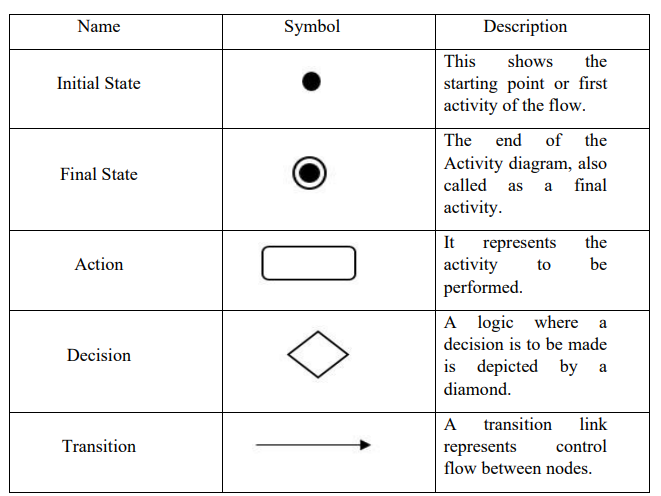 Name Symbol Description
Initial State
This shows the
starting point or first
activity of the flow.
Final State
The end of the
Activity diagram, also
called as a final
activity.
Action
It represents the
activity to be
performed.
Decision
A logic where a
decision is to be made
is depicted by a
diamond.
Transition
A transition link
represents control
flow between nodes.